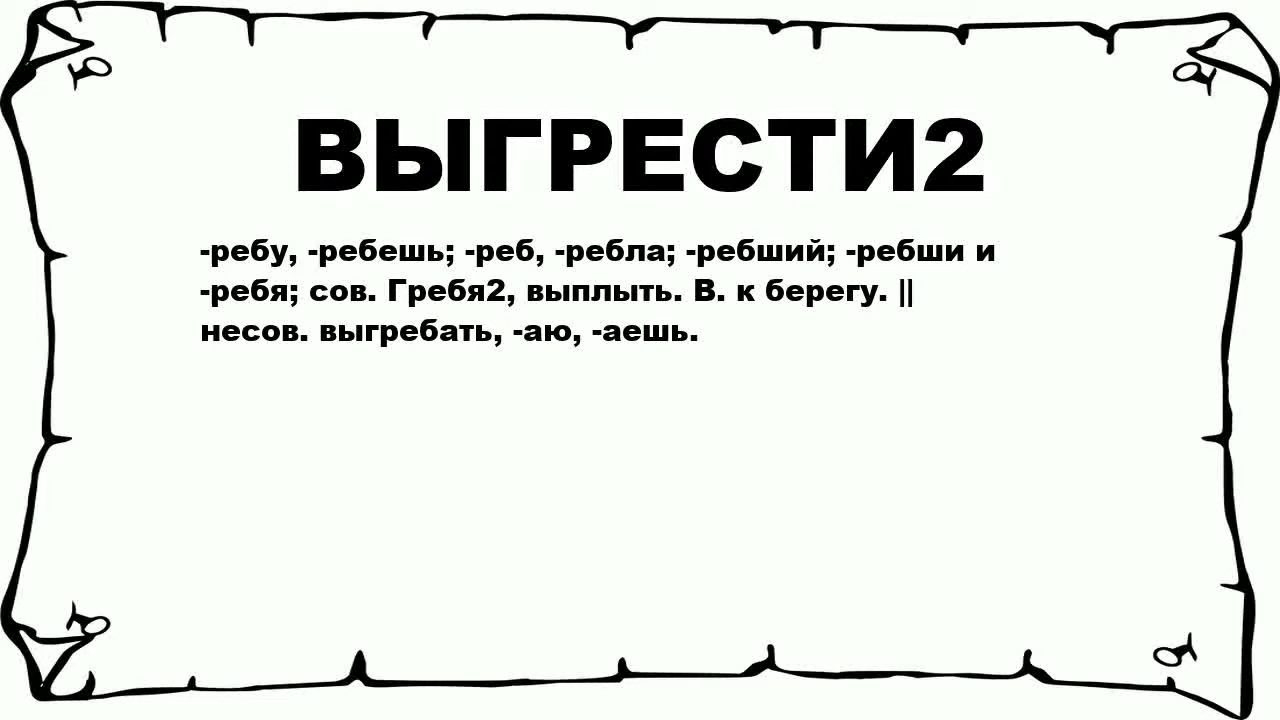 ВЫГРЕСТИ2
-ребу, -ребешь; -реб, -ребла; -ребший; -ребши и
-ребя; сов. Гребя2, выплыть. В. к берегу. ||
несов. выгребать, -аю, -аешь.